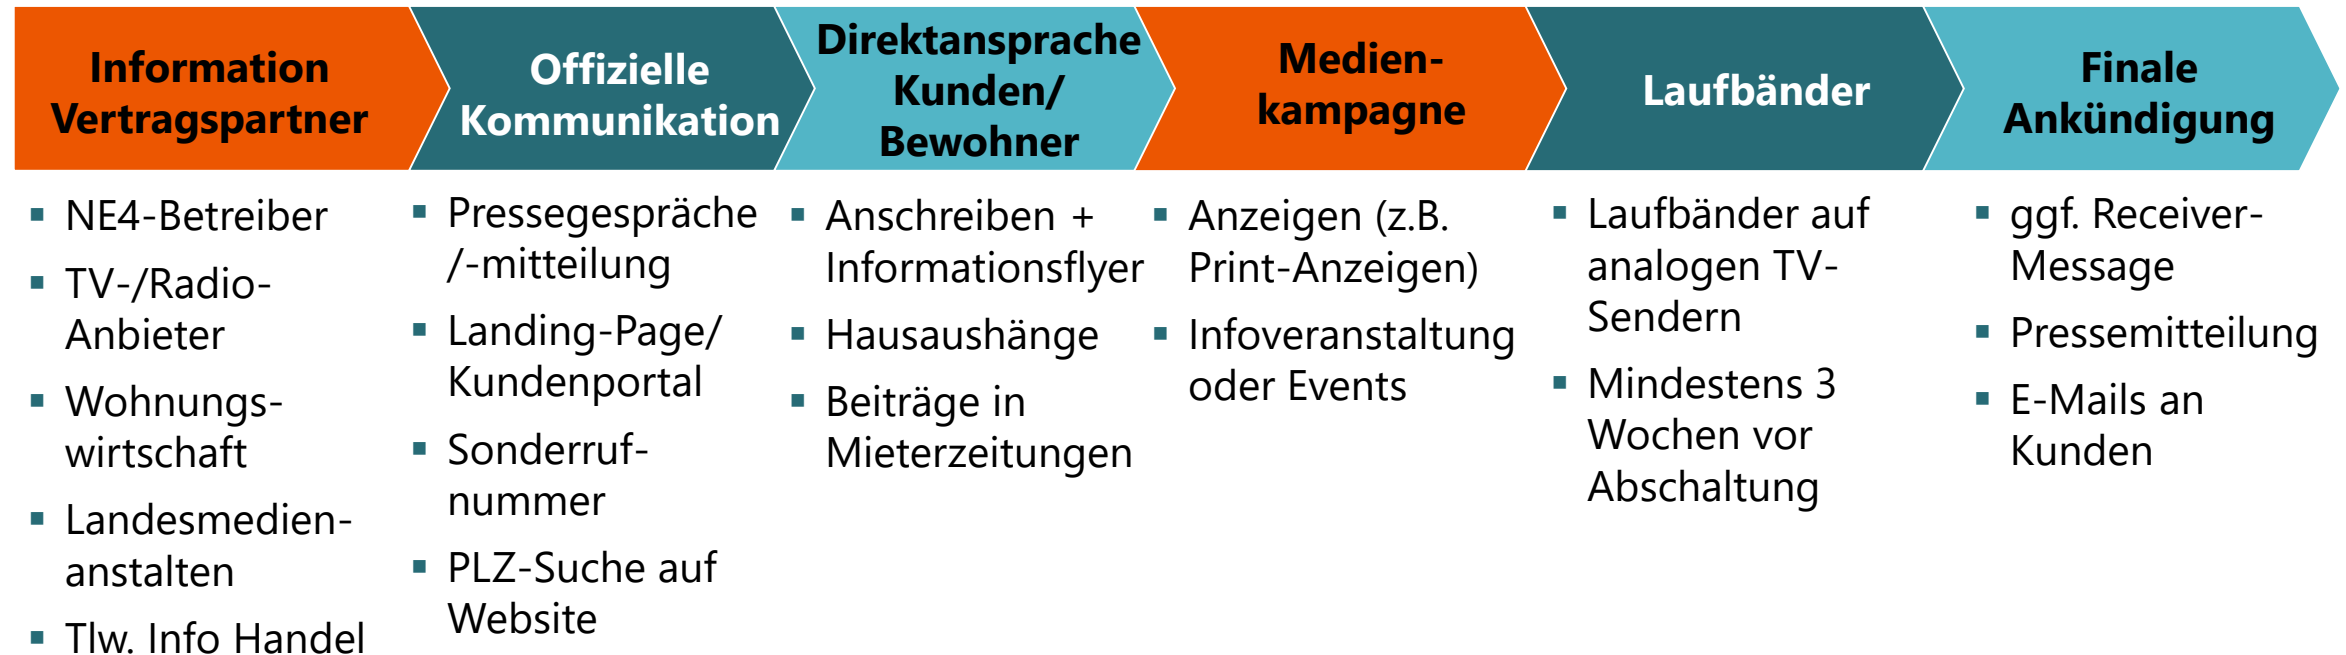 Information
Vertragspartner
Offizielle
Kommunikation
Direktansprache
Kunden/
Bewohner
Medien-
kampagne
Laufbänder
Finale
Ankündigung
▪ NE4-Betreiber
▪ TV-/Radio-
Anbieter
▪ Wohnungs-
wirtschaft
▪ Landesmedien-
anstalten
▪ Tlw. Info Handel
▪ Pressegespräche
/-mitteilung
▪ Landing-Page/
Kundenportal
▪ Sonderruf-
nummer
▪ PLZ-Suche auf
Website
▪ Anschreiben +
Informationsflyer
▪ Hausaushänge
▪ Beiträge in
Mieterzeitungen
▪ Anzeigen (z.B.
Print-Anzeigen)
▪ Infoveranstaltung
oder Events
▪ Laufbänder auf
analogen TV-
Sendern
▪ Mindestens 3
Wochen vor
Abschaltung
▪ ggf. Receiver-
Message
▪ Pressemitteilung
▪ E-Mails an
Kunden